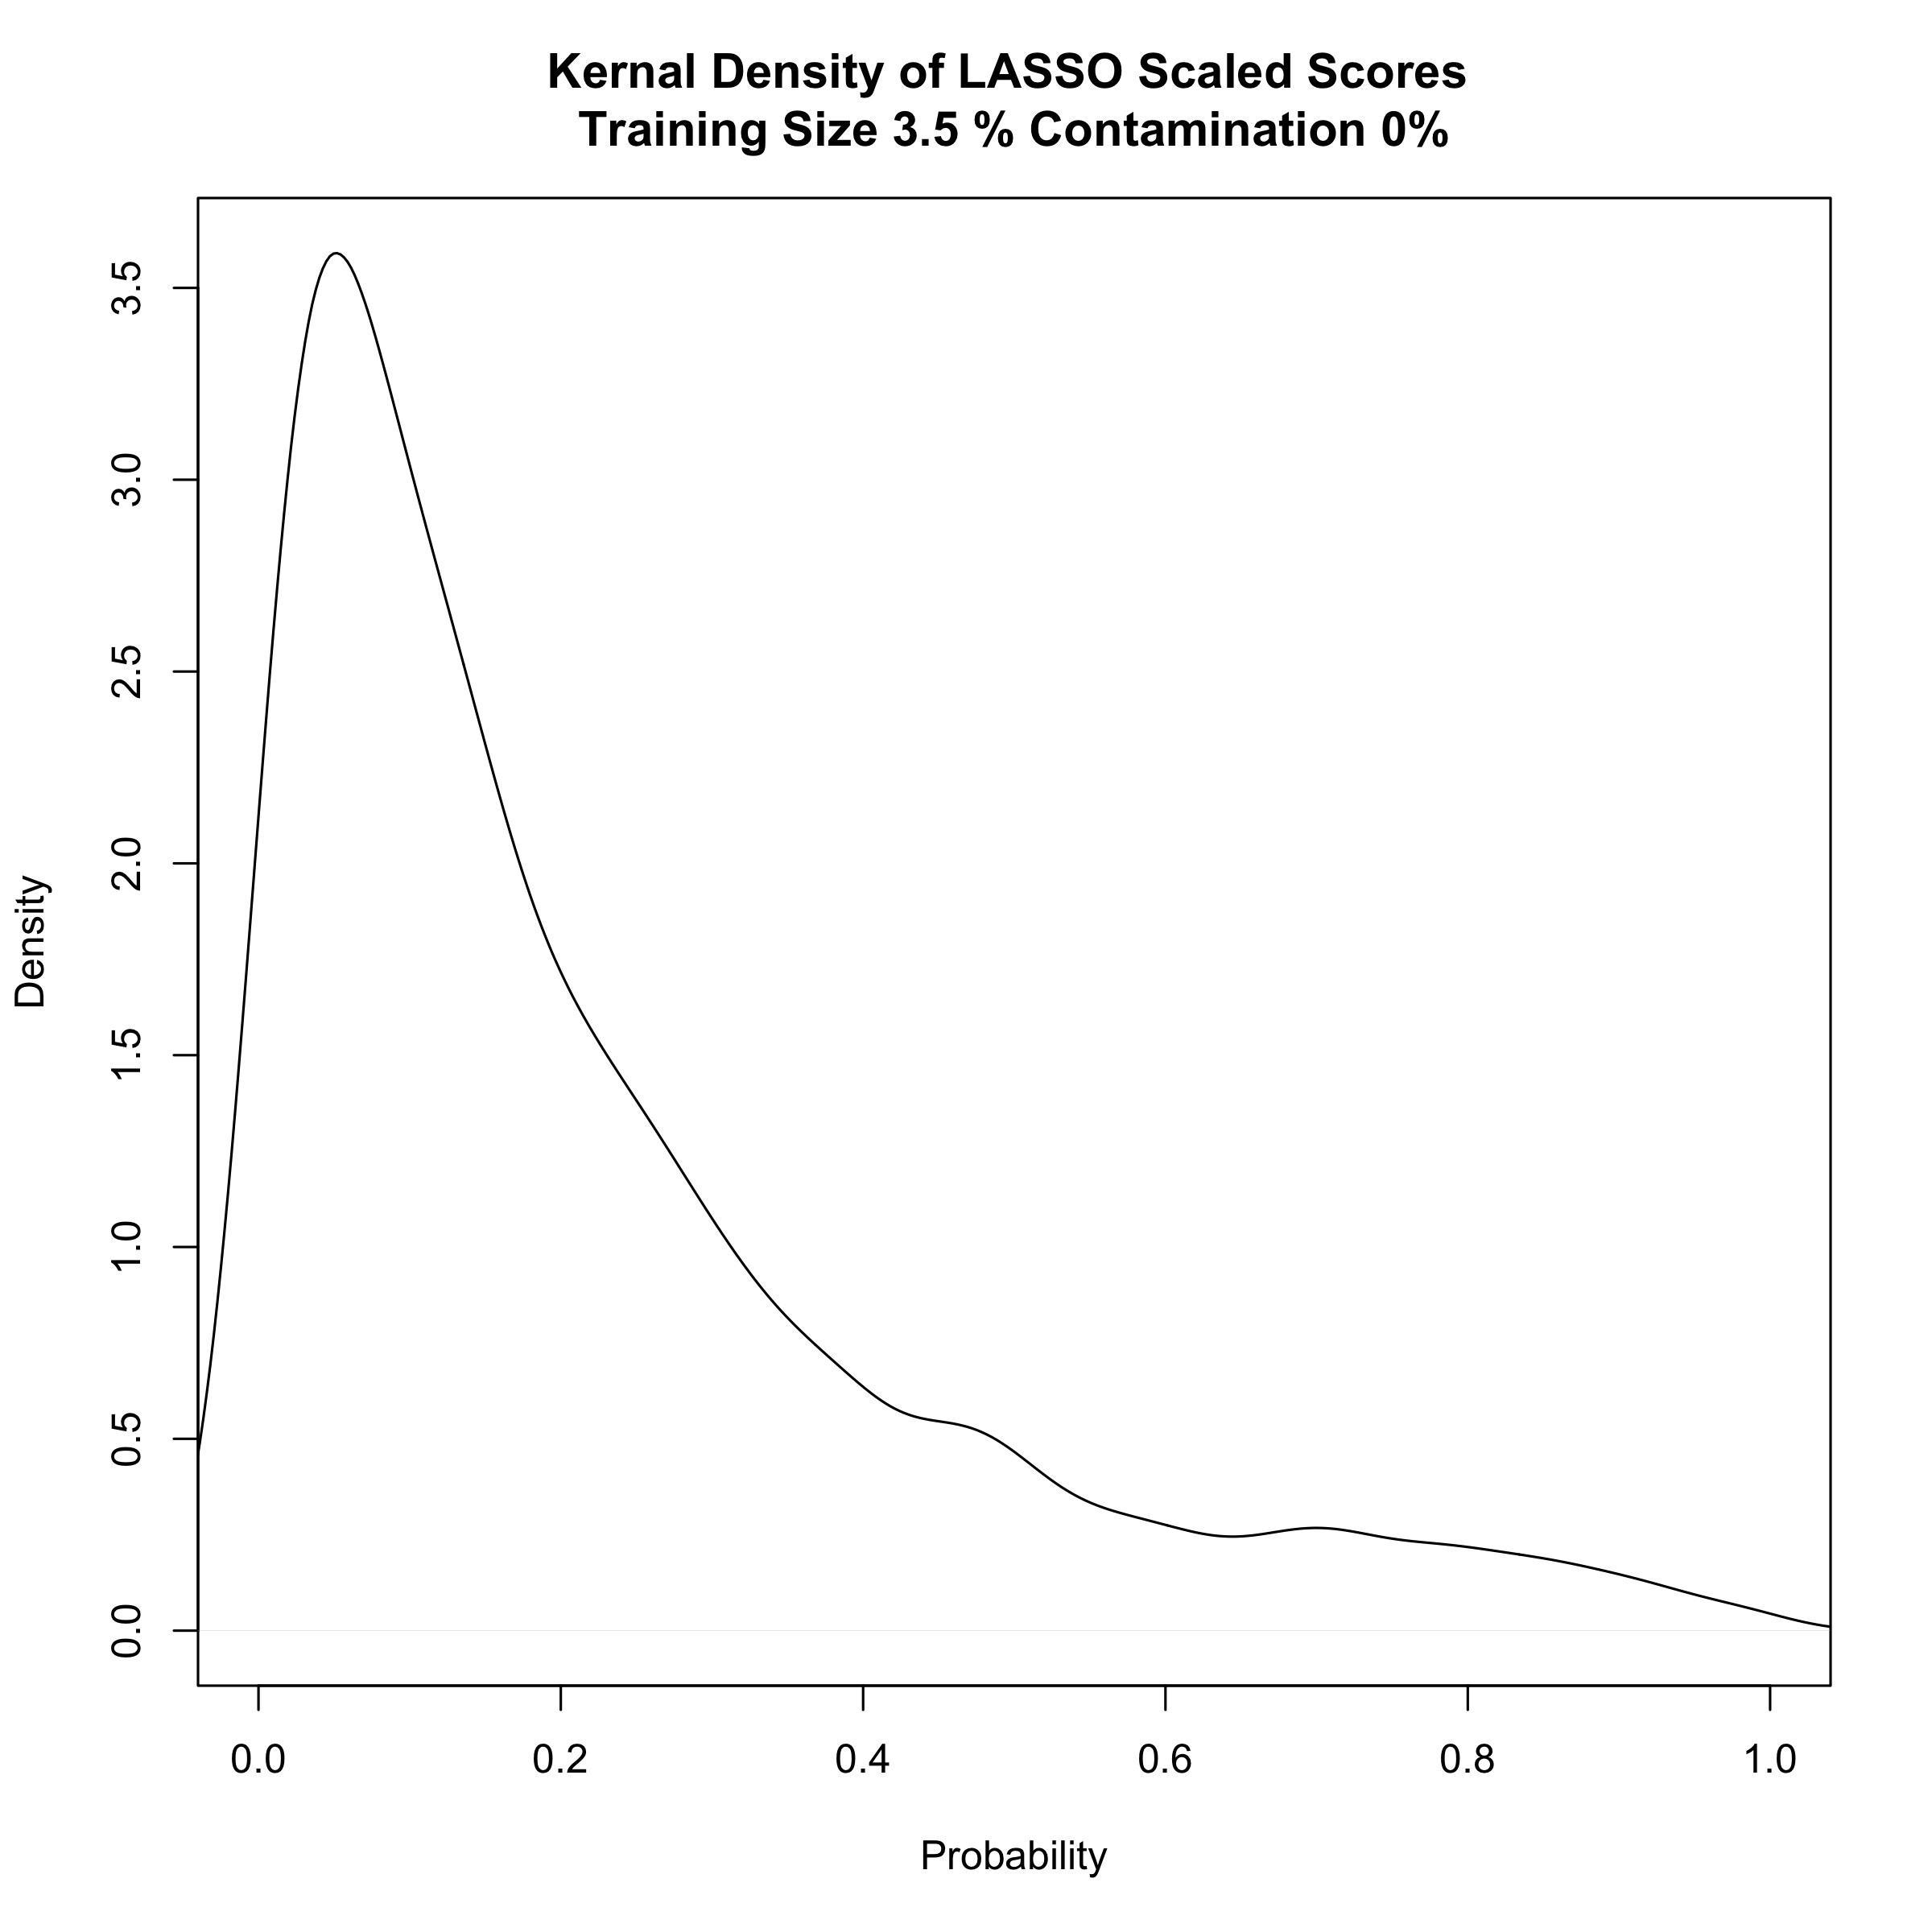 Kernal Density of LASSO Scaled Scores
Training Size 3.5 % Contamination 0%
3.5
3.0
2.5
2.0
1.5
1.0
0.5
0.0
Density
0.0 0.2 0.4 0.6 0.8 1.0
Probability